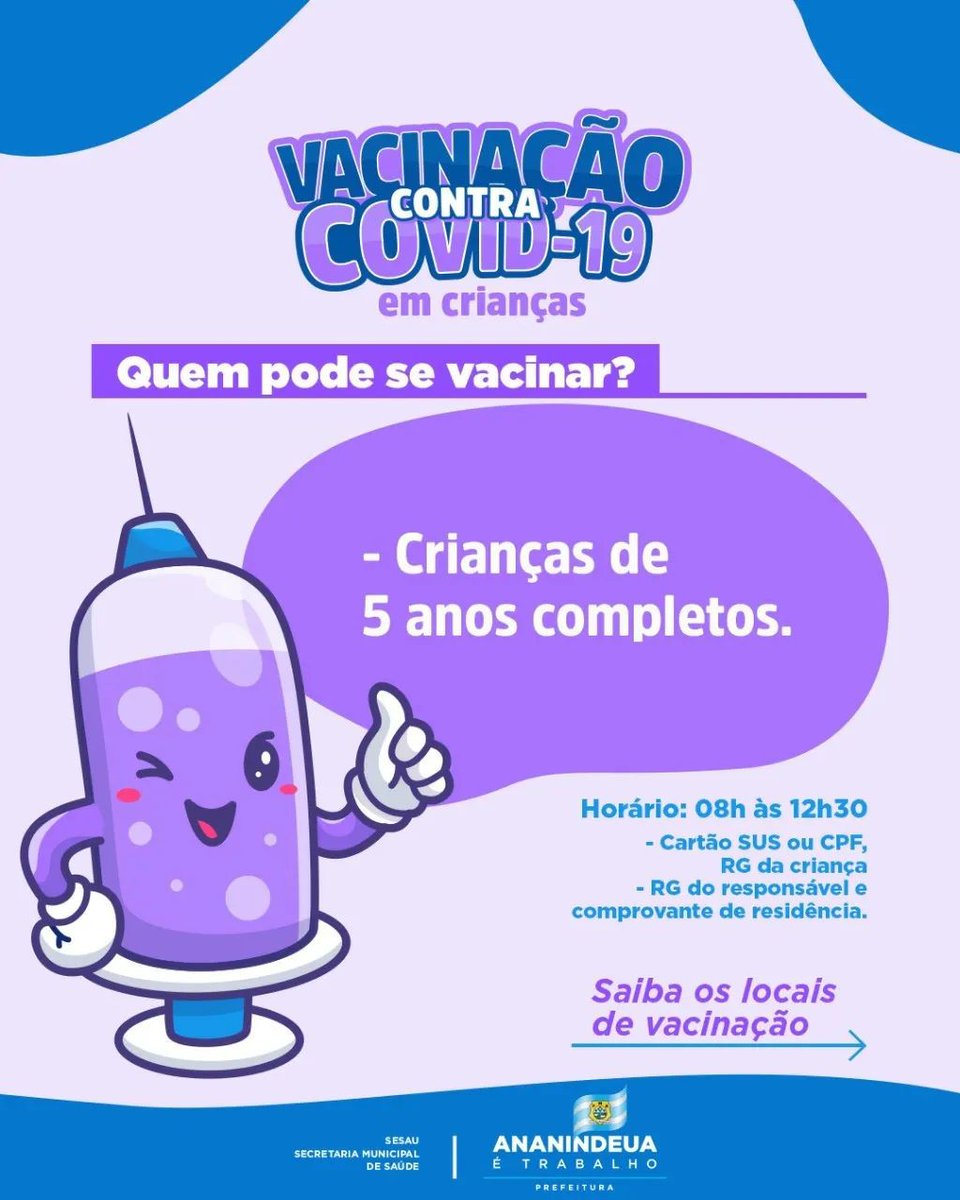 VACINAÇÃO
CONTRA
COVID-19
em crianças
Quem pode se vacinar?
- Crianças de
5 anos completos.
Horário: 08h às 12h30
- Cartão SUS ou CPF,
RG da criança
- RG do responsável e
comprovante de residência.
Saiba os locais
de vacinação
SESAU
SECRETARIA MUNICIPAL
DE SAÚDE
ANANINDEUA
É TRABALHO
PREFEITURA